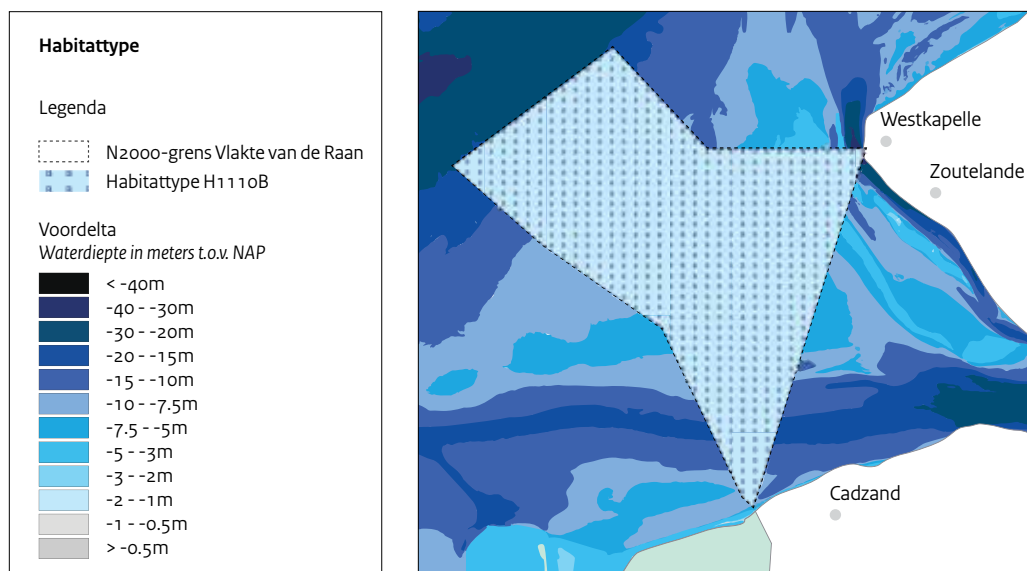 Habitattype
Legenda
N2000-grens Vlakte van de Raan
Habitattype H1110B
Voordelta
Waterdiepte in meters t.o.v. NAP
< -40m
-40 - -30m
-30 - -20m
-20 - -15m
-15 - -10m
-10 - -7.5m
-7.5 - -5m
-5 - -3m
-3 - -2m
-2 - -1m
-1 - -0.5m
> -0.5m
Westkapelle
Zoutelande
Cadzand